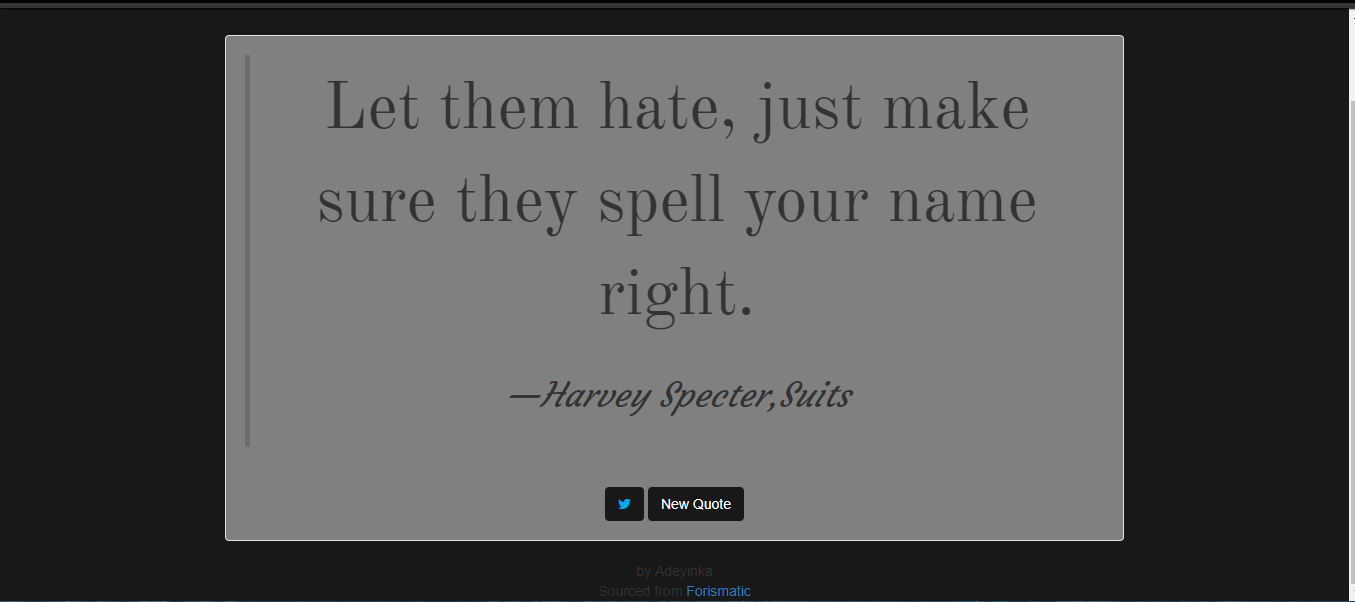 Let them hate, just make
sure they spell your name
right.
—Harvey Specter,Suits
New Quote
by Adeyinka
Sourced from Forismatic